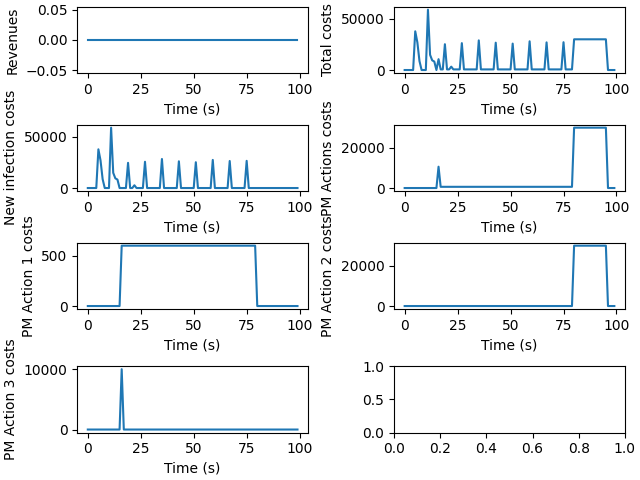 Revenues
0.05
0.00
−0.05
0 25 50 75 100
Time (s)
Total costs
50000
0
0 25 50 75 100
Time (s)
New infection costs
50000
0
0 25 50 75 100
Time (s)
PM Actions costs
20000
0
0 25 50 75 100
Time (s)
PM Action 1 costs
500
0
0 25 50 75 100
Time (s)
PM Action 2 costs
20000
0
0 25 50 75 100
Time (s)
PM Action 3 costs
10000
0
0 25 50 75 100
Time (s)
1.0
0.5
0.0
0.0 0.2 0.4 0.6 0.8 1.0